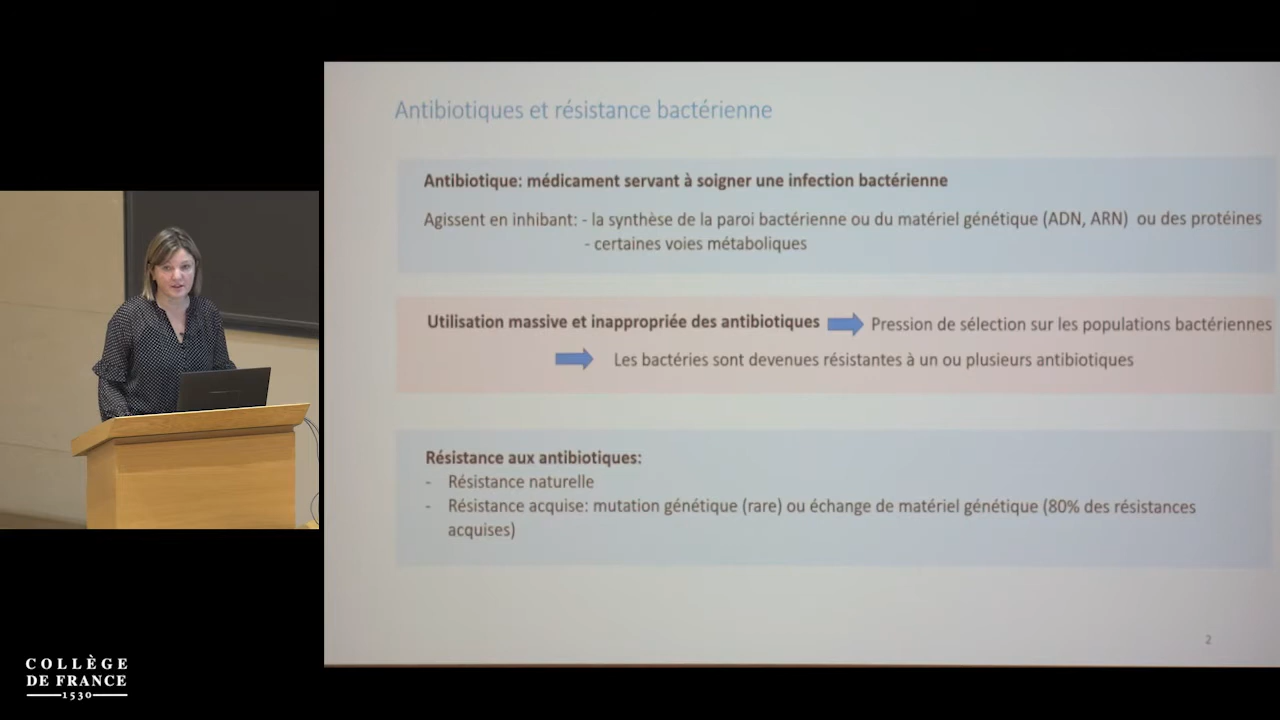 Antibiotiques et résistance bactérienne
Antibiotique: médicament servant à soigner une infection bactérienne
Agissent en inhibant: - la synthèse de la paroi bactérienne ou du matériel génétique (ADN, ARN) ou des protéines
- certaines voies métaboliques
Utilisation massive et inappropriée des antibiotiques Pression de sélection sur les populations bactériennes
Les bactéries sont devenues résistantes à un ou plusieurs antibiotiques
Résistance aux antibiotiques:
- Résistance naturelle
- Résistance acquise: mutation génétique (rare) ou échange de matériel génétique (80% des résistances
acquises)
2
COLLÈGE
DE FRANCE
1530